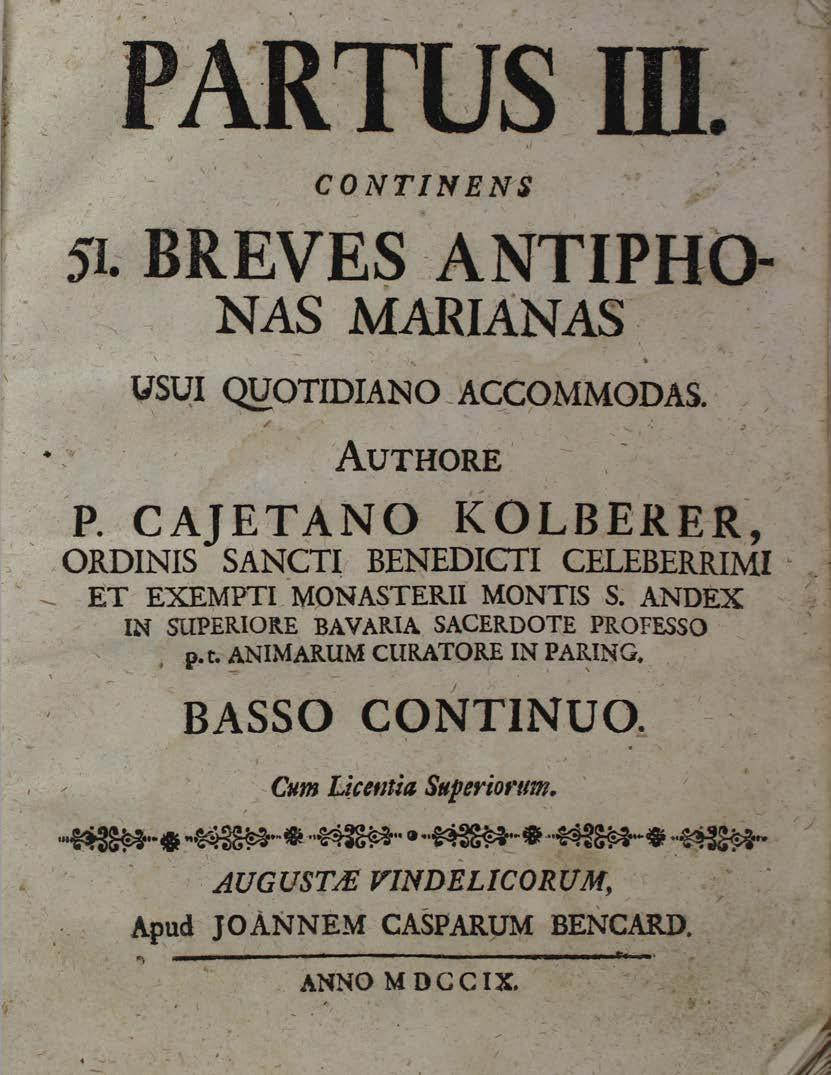 PARTUS III.
CONTINENS
51. BREVES ANTIPHO-
NAS MARIANAS
USUI QUOTIDIANO ACCOMMODAS.
AUTHORE
P. CAJETANO KOLBERER,
ORDINIS SANCTI BENEDICTI CELEBERRIMI
ET EXEMPTI MONASTERII MONTIS S. ANDEX
IN SUPERIORE BAVARIA SACERDOTE PROFESSO
p.t. ANIMARUM CURATORE IN PARING.
BASSO CONTINUO.
Cum Licentia Superiorum.
AUGUSTÆ VINDELICORUM,
Apud JOANNEM CASPARUM BENCARD.
ANNO MDCCIX.